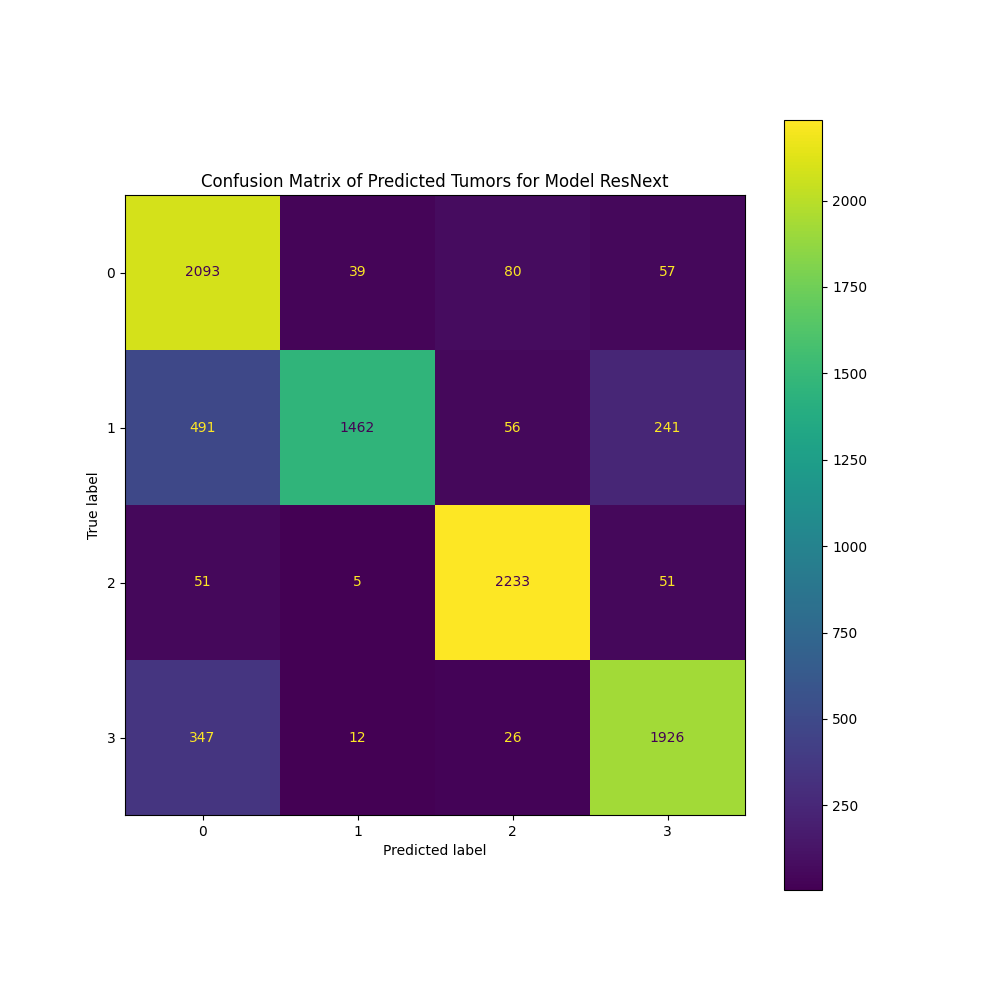 Confusion Matrix of Predicted Tumors for Model ResNext
True label
0 2093 39 80 57
1 491 1462 56 241
2 51 5 2233 51
3 347 12 26 1926
0 1 2 3
Predicted label
2000
1750
1500
1250
1000
750
500
250